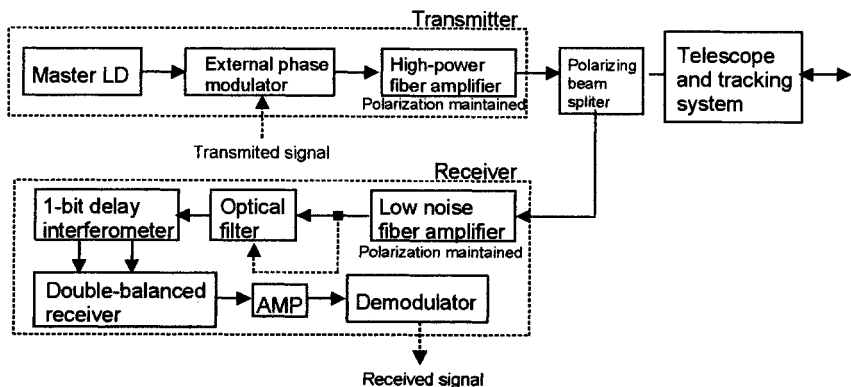 Transmitter
Master LD
External phase
modulator
High-power
fiber amplifier
Polarization maintained
Polarizing
beam
spliter
Telescope
and tracking
system
Transmited signal
Receiver
1-bit delay
interferometer
Optical
filter
Low noise
fiber amplifier
Polarization maintained
Double-balanced
receiver
AMP
Demodulator
Received signal